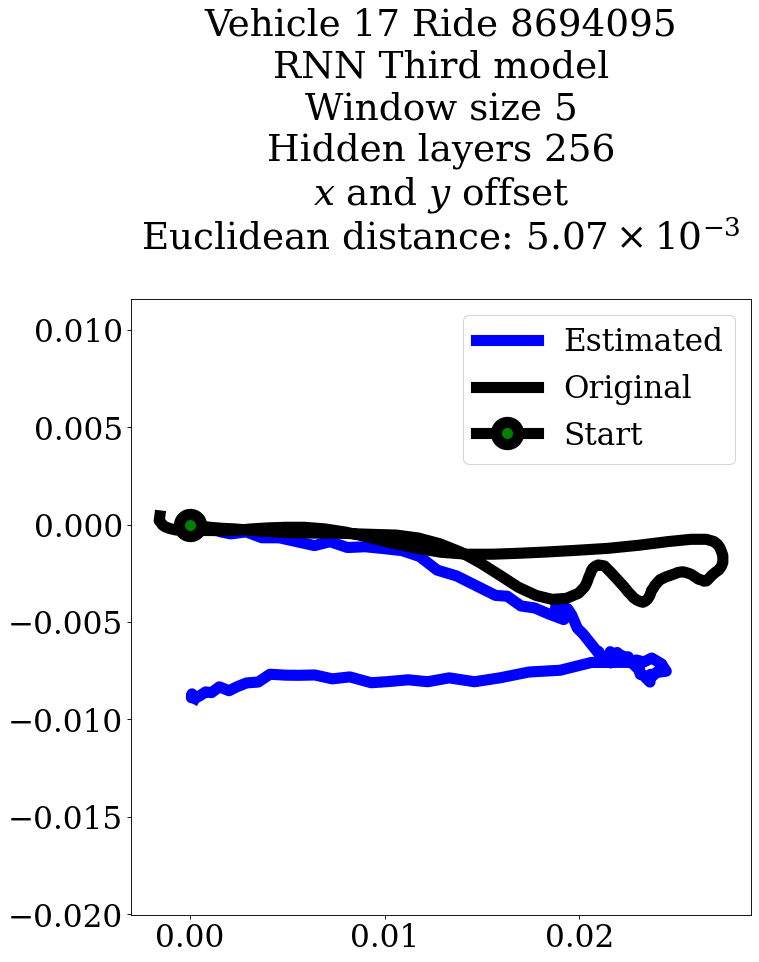 Vehicle 17 Ride 8694095
RNN Third model
Window size 5
Hidden layers 256
x and y offset
Euclidean distance: 5.07 × 10⁻³
Estimated
Original
Start
0.010
0.005
0.000
−0.005
−0.010
−0.015
−0.020
0.00 0.01 0.02